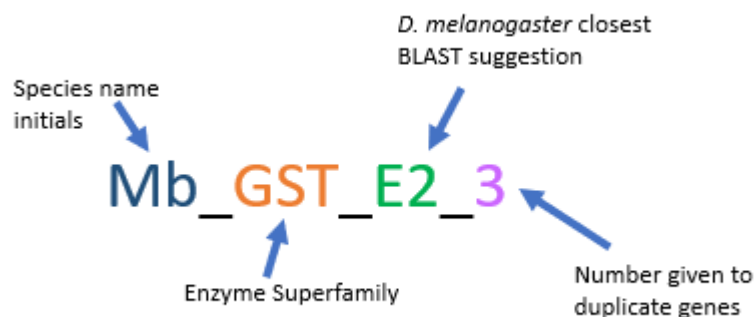 D. melanogaster closest
BLAST suggestion
Species name
initials
Mb_GST_E2_3
Enzyme Superfamily
Number given to
duplicate genes